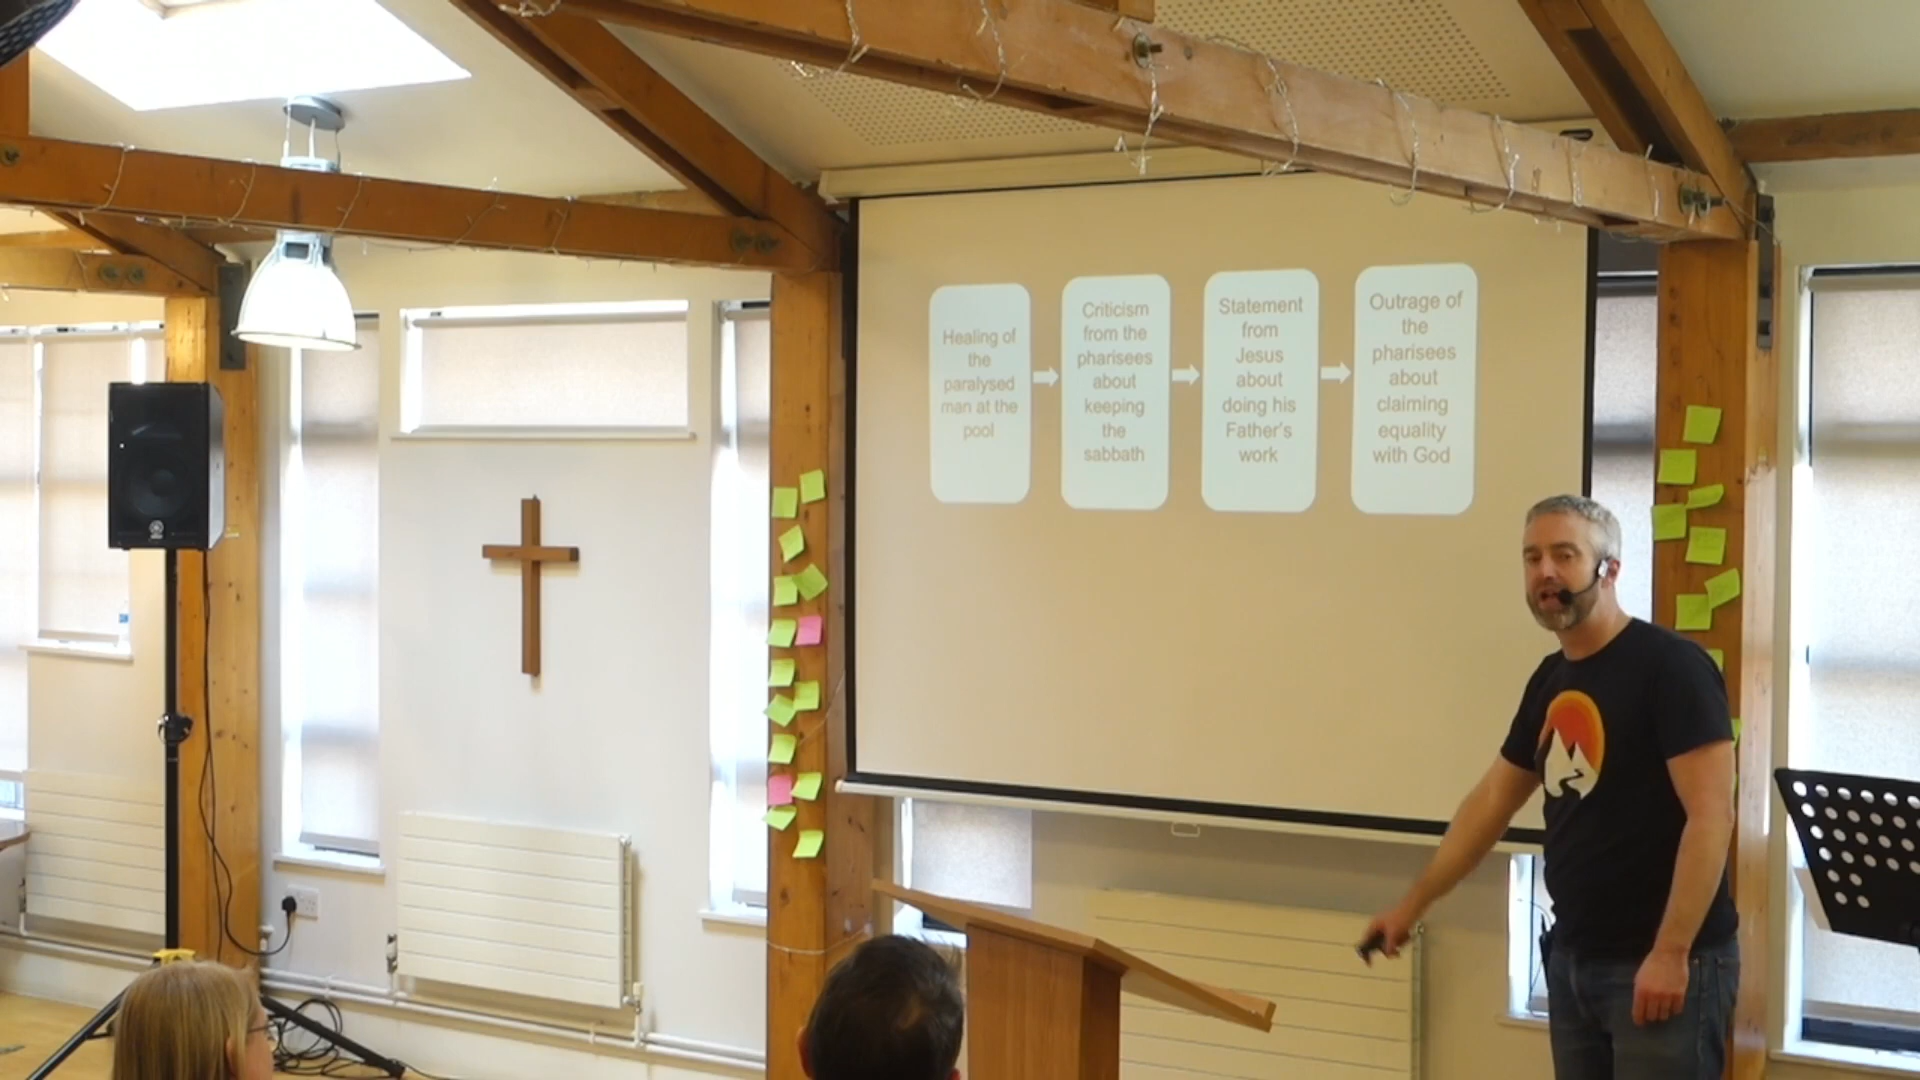 Healing of
the
paralysed
man at the
pool
Criticism
from the
pharisees
about
keeping
the
sabbath
Statement
from
Jesus
about
doing his
Father's
work
Outrage of
the
pharisees
about
claiming
equality
with God